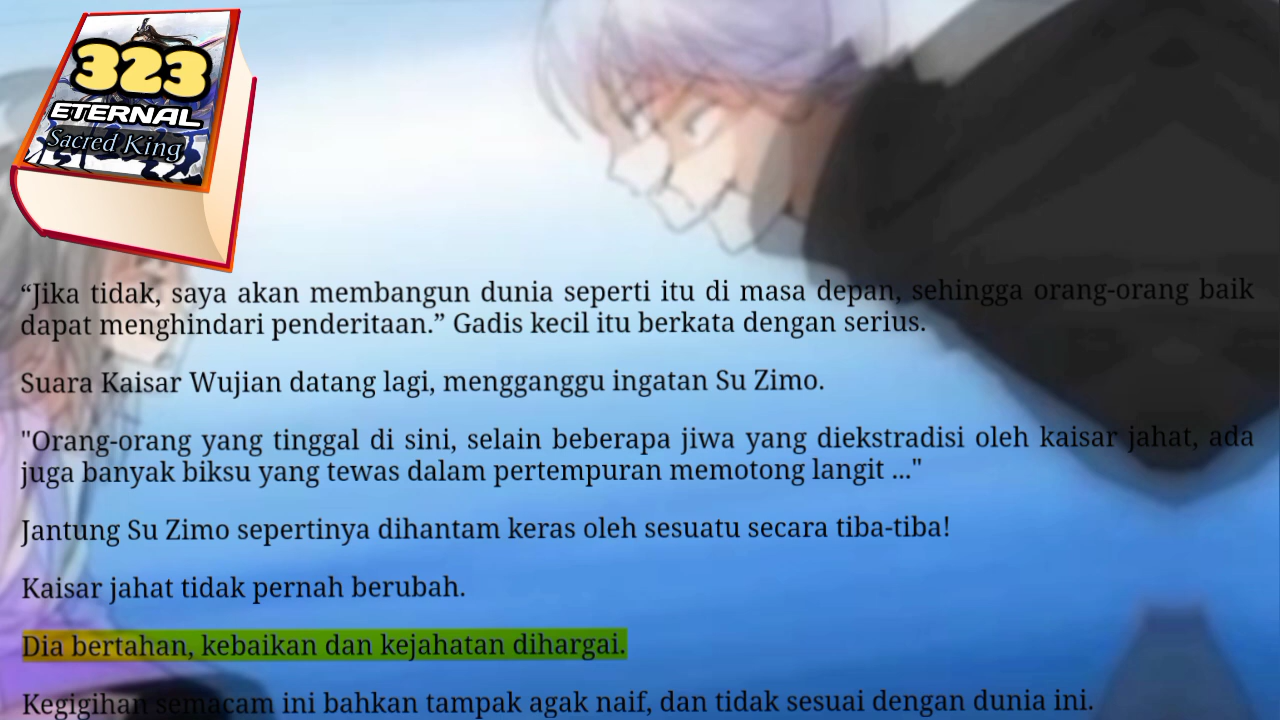 323
ETERNAL
Sacred King
“Jika tidak, saya akan membangun dunia seperti itu di masa depan, sehingga orang-orang baik
dapat menghindari penderitaan.” Gadis kecil itu berkata dengan serius.
Suara Kaisar Wujian datang lagi, mengganggu ingatan Su Zimo.
"Orang-orang yang tinggal di sini, selain beberapa jiwa yang diekstradisi oleh kaisar jahat, ada
juga banyak biksu yang tewas dalam pertempuran memotong langit ..."
Jantung Su Zimo sepertinya dihantam keras oleh sesuatu secara tiba-tiba!
Kaisar jahat tidak pernah berubah.
Dia bertahan, kebaikan dan kejahatan dihargai.
Kegigihan semacam ini bahkan tampak agak naif, dan tidak sesuai dengan dunia ini.